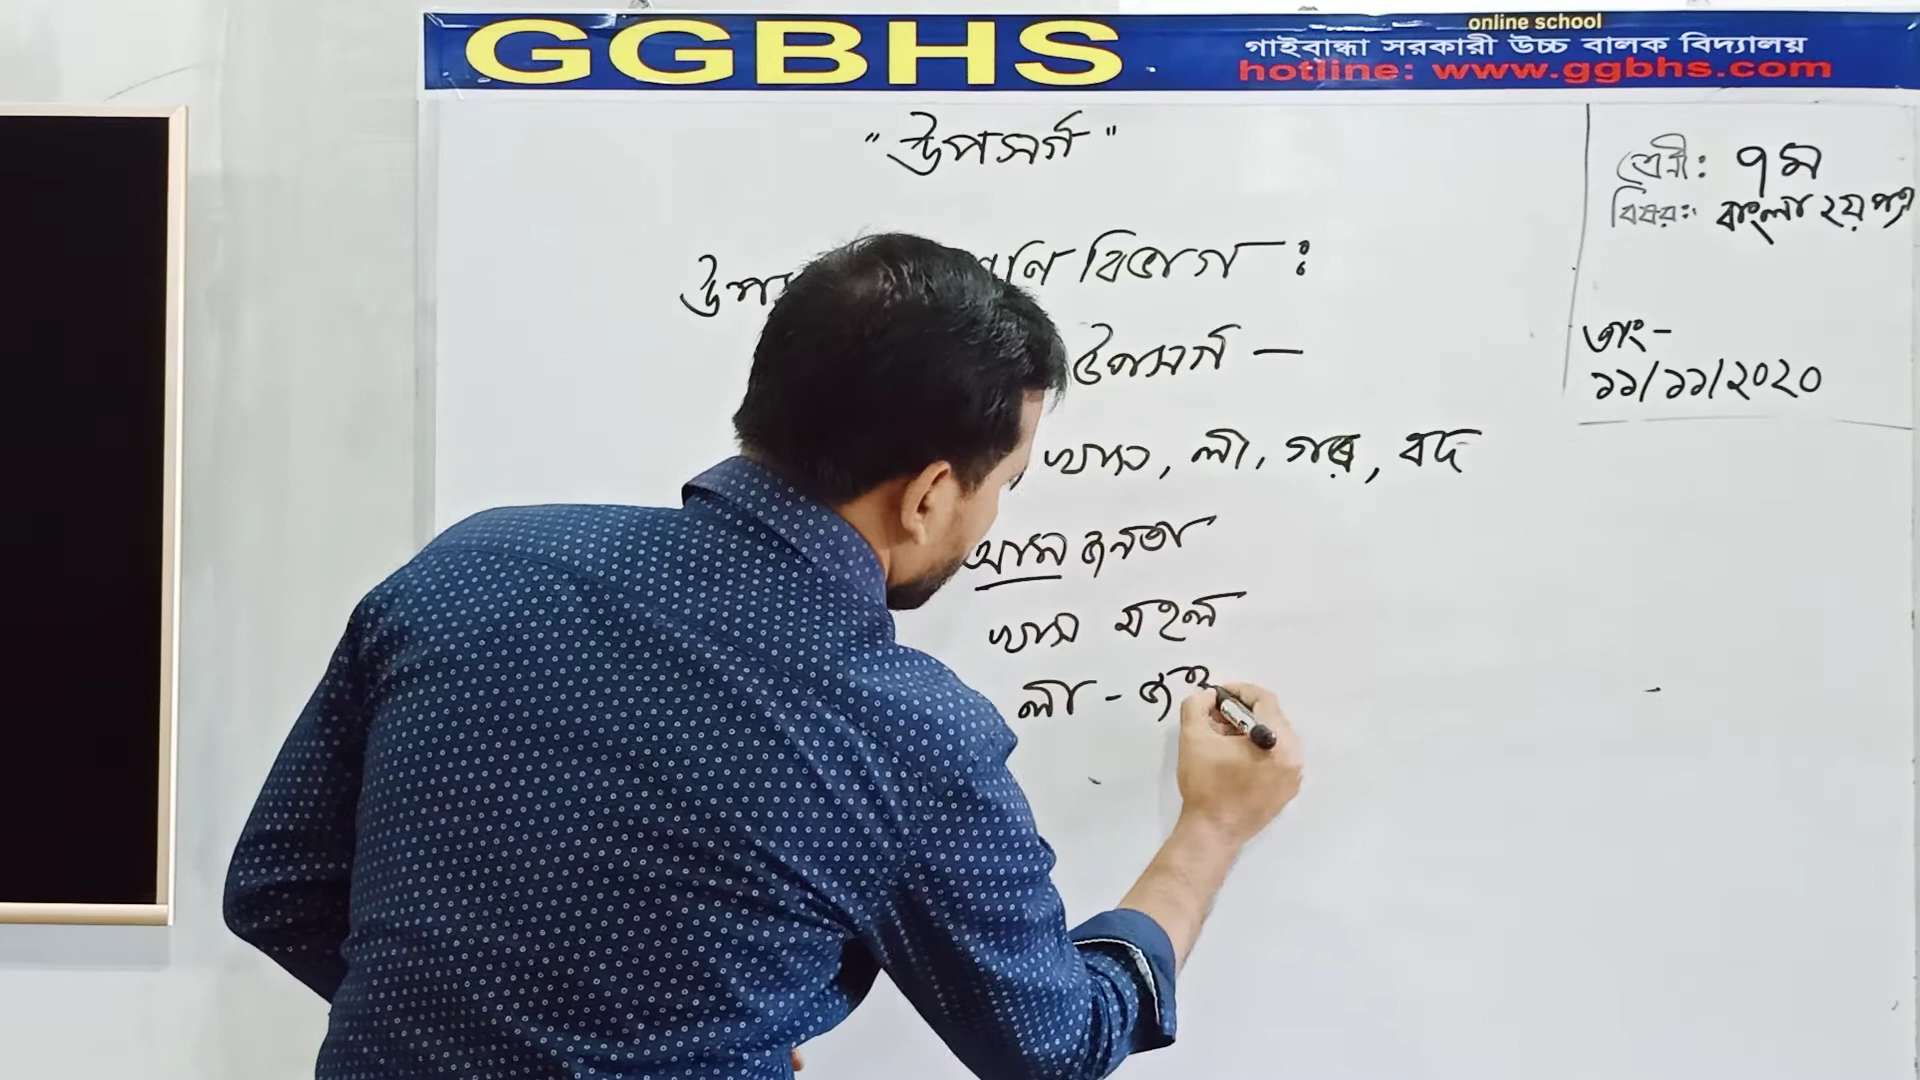 GGBHS
online school
গাইবান্ধা সরকারী উচ্চ বালক বিদ্যালয়
hotline: www.ggbhs.com
"উপসর্গ"
শ্রেনী: ৭ম
বিষয়: বাংলা ২য় পত্র
তাং-
১১/১১/২০২০
বিভাগ :
উপসর্গ —
খাস, লা, গর, বদ
আম জনতা
খাস মহল
লা -